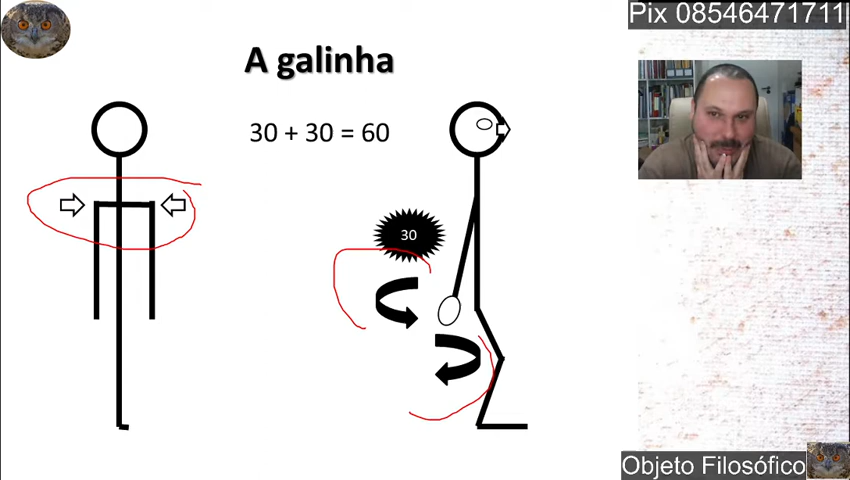 Pix 08546471711
A galinha
30 + 30 = 60
30
Objeto Filosófico